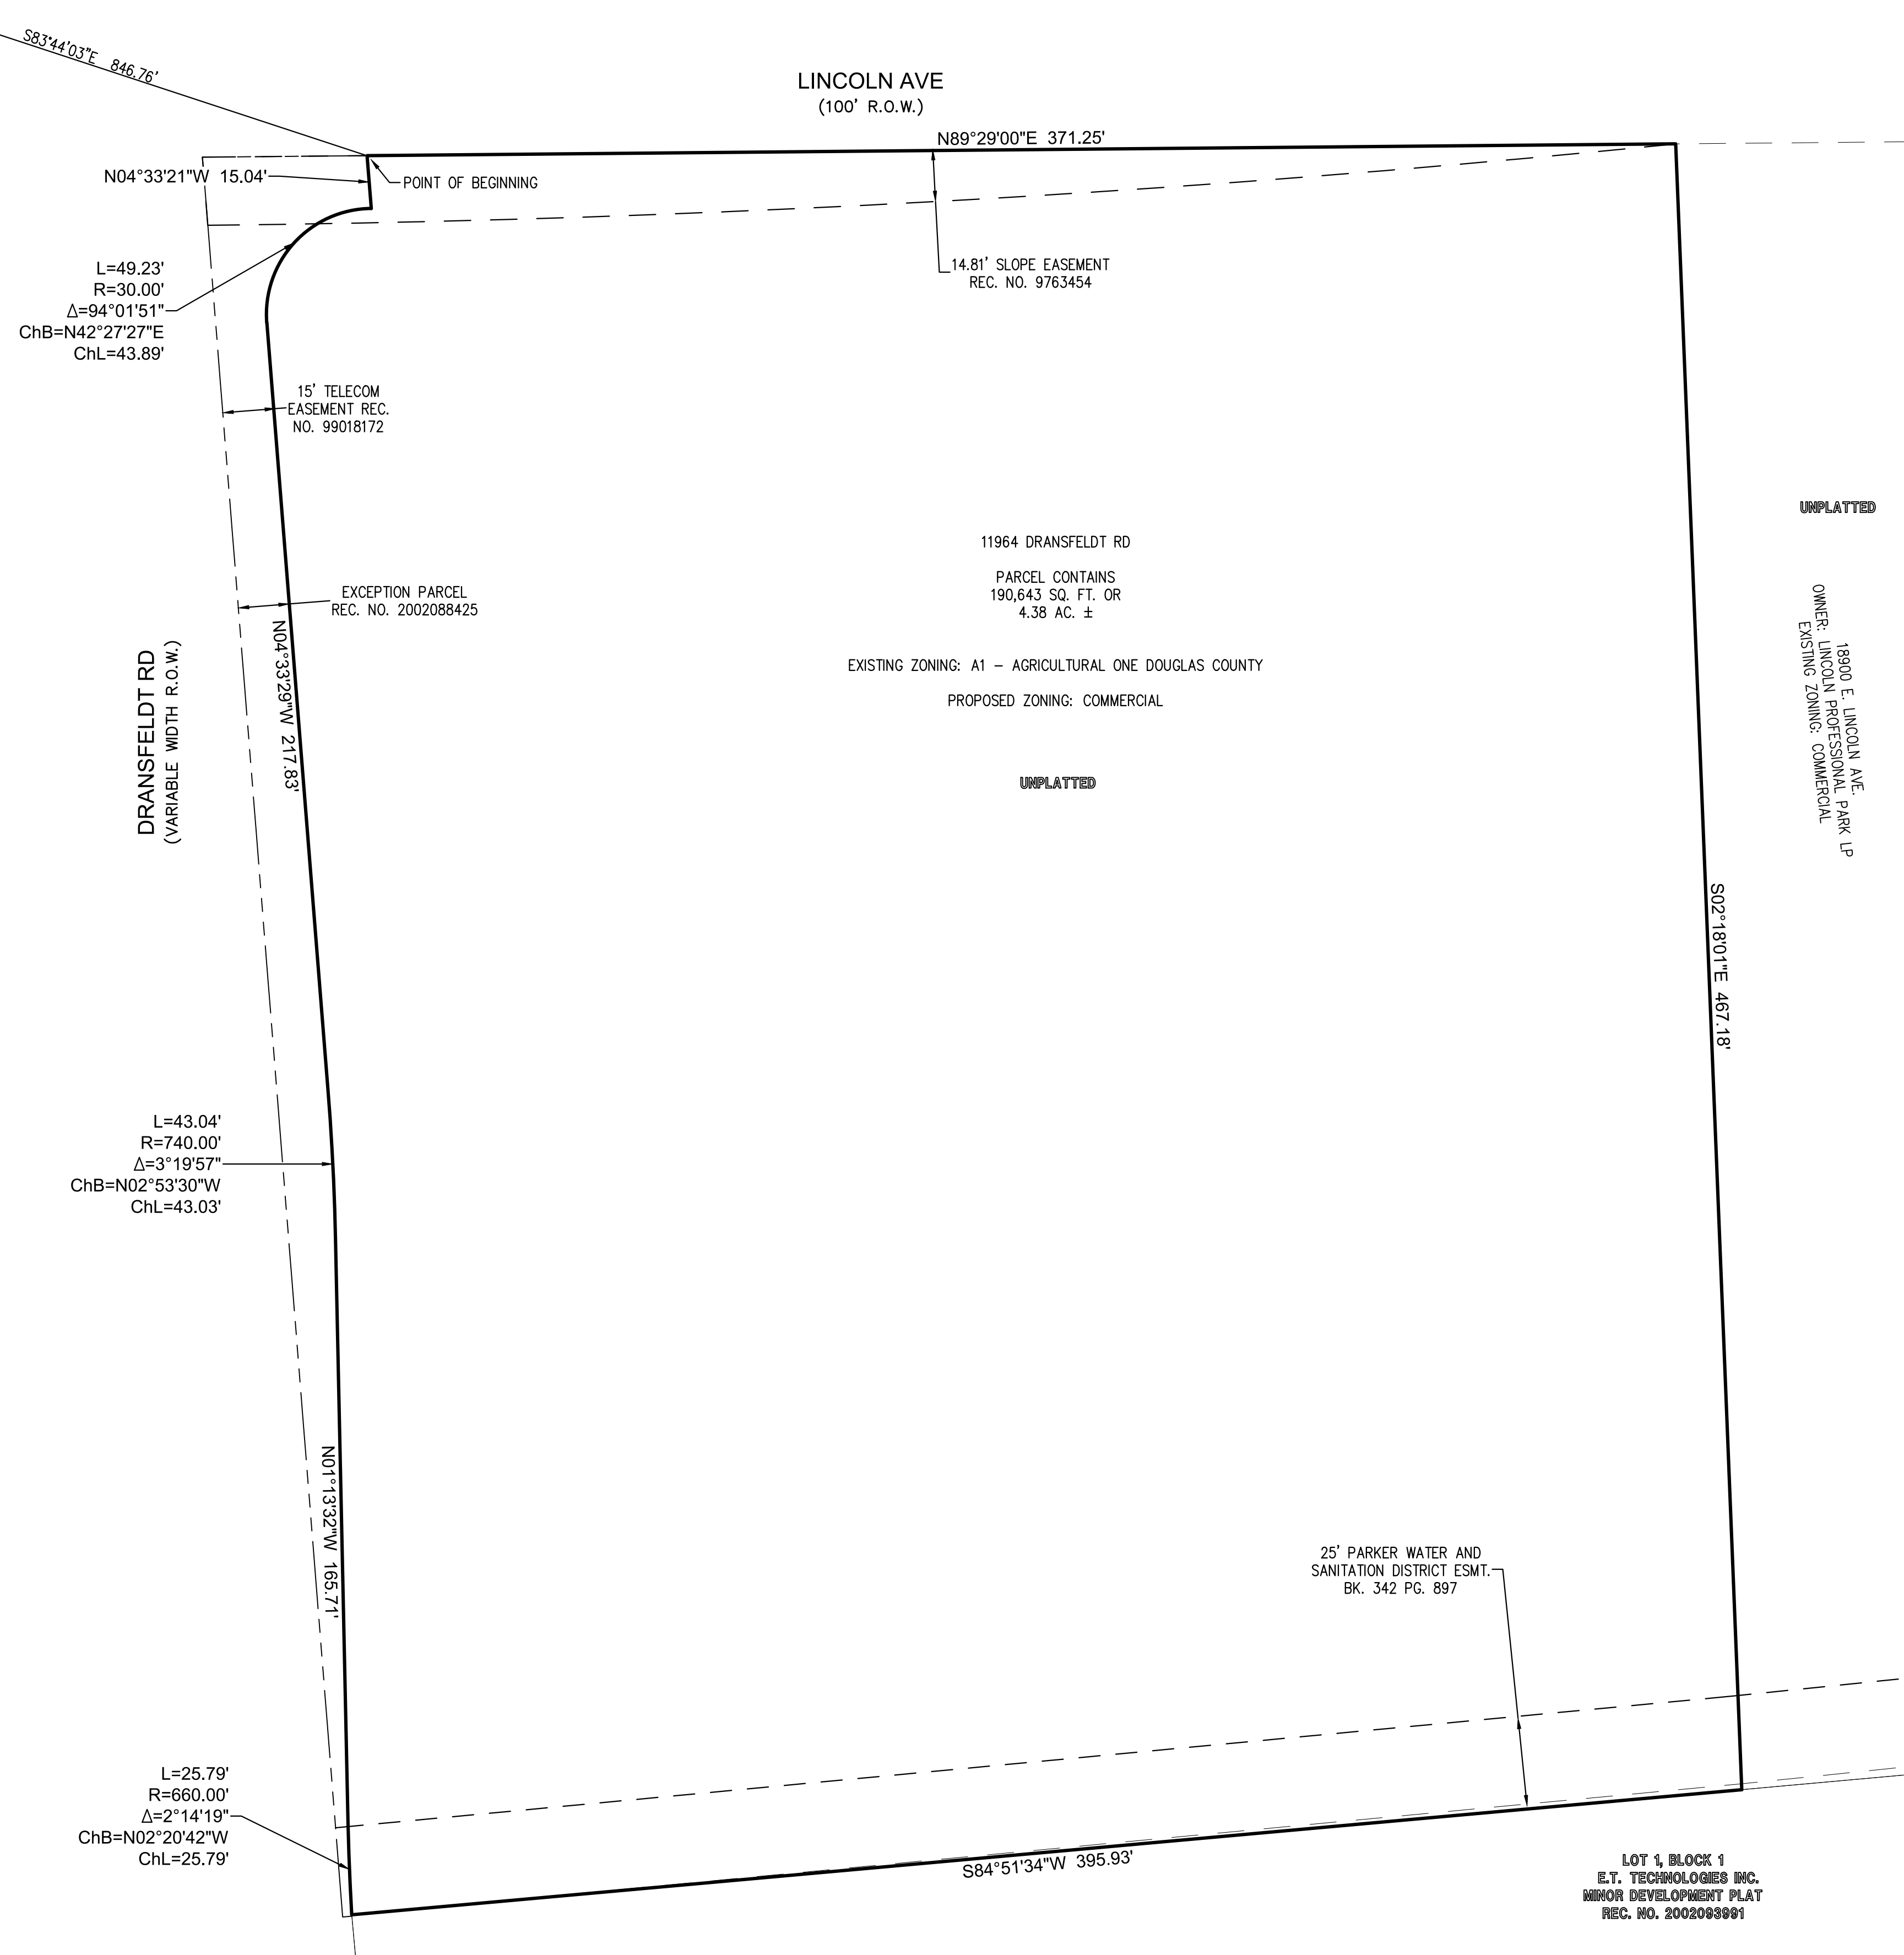 S83°44'03"E 846.76'
LINCOLN AVE
(100' R.O.W.)
N89°29'00"E 371.25'
N04°33'21"W 15.04'
POINT OF BEGINNING
L=49.23'
R=30.00'
Δ=94°01'51"
ChB=N42°27'27"E
ChL=43.89'
14.81' SLOPE EASEMENT
REC. NO. 9763454
15' TELECOM
EASEMENT REC.
NO. 99018172
EXCEPTION PARCEL
REC. NO. 2002088425
N04°33'29"W 217.83'
DRANSFELDT RD
(VARIABLE WIDTH R.O.W.)
11964 DRANSFELDT RD
PARCEL CONTAINS
190,643 SQ. FT. OR
4.38 AC. ±
EXISTING ZONING: A1 – AGRICULTURAL ONE DOUGLAS COUNTY
PROPOSED ZONING: COMMERCIAL
UNPLATTED
UNPLATTED
18900 E. LINCOLN AVE.
OWNER: LINCOLN PROFESSIONAL PARK LP
EXISTING ZONING: COMMERCIAL
S02°18'01"E 467.18'
L=43.04'
R=740.00'
Δ=3°19'57"
ChB=N02°53'30"W
ChL=43.03'
N01°13'32"W 165.71'
25' PARKER WATER AND
SANITATION DISTRICT ESMT.
BK. 342 PG. 897
L=25.79'
R=660.00'
Δ=2°14'19"
ChB=N02°20'42"W
ChL=25.79'
S84°51'34"W 395.93'
LOT 1, BLOCK 1
E.T. TECHNOLOGIES INC.
MINOR DEVELOPMENT PLAT
REC. NO. 2002093991